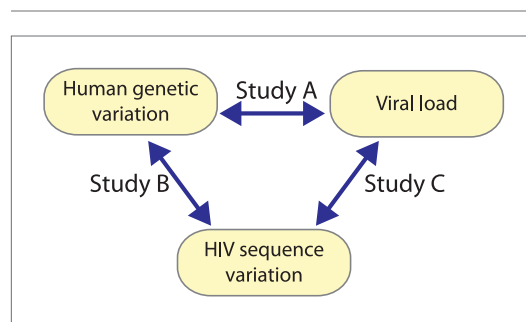 Human genetic
variation
Study A
Viral load
Study B
Study C
HIV sequence
variation